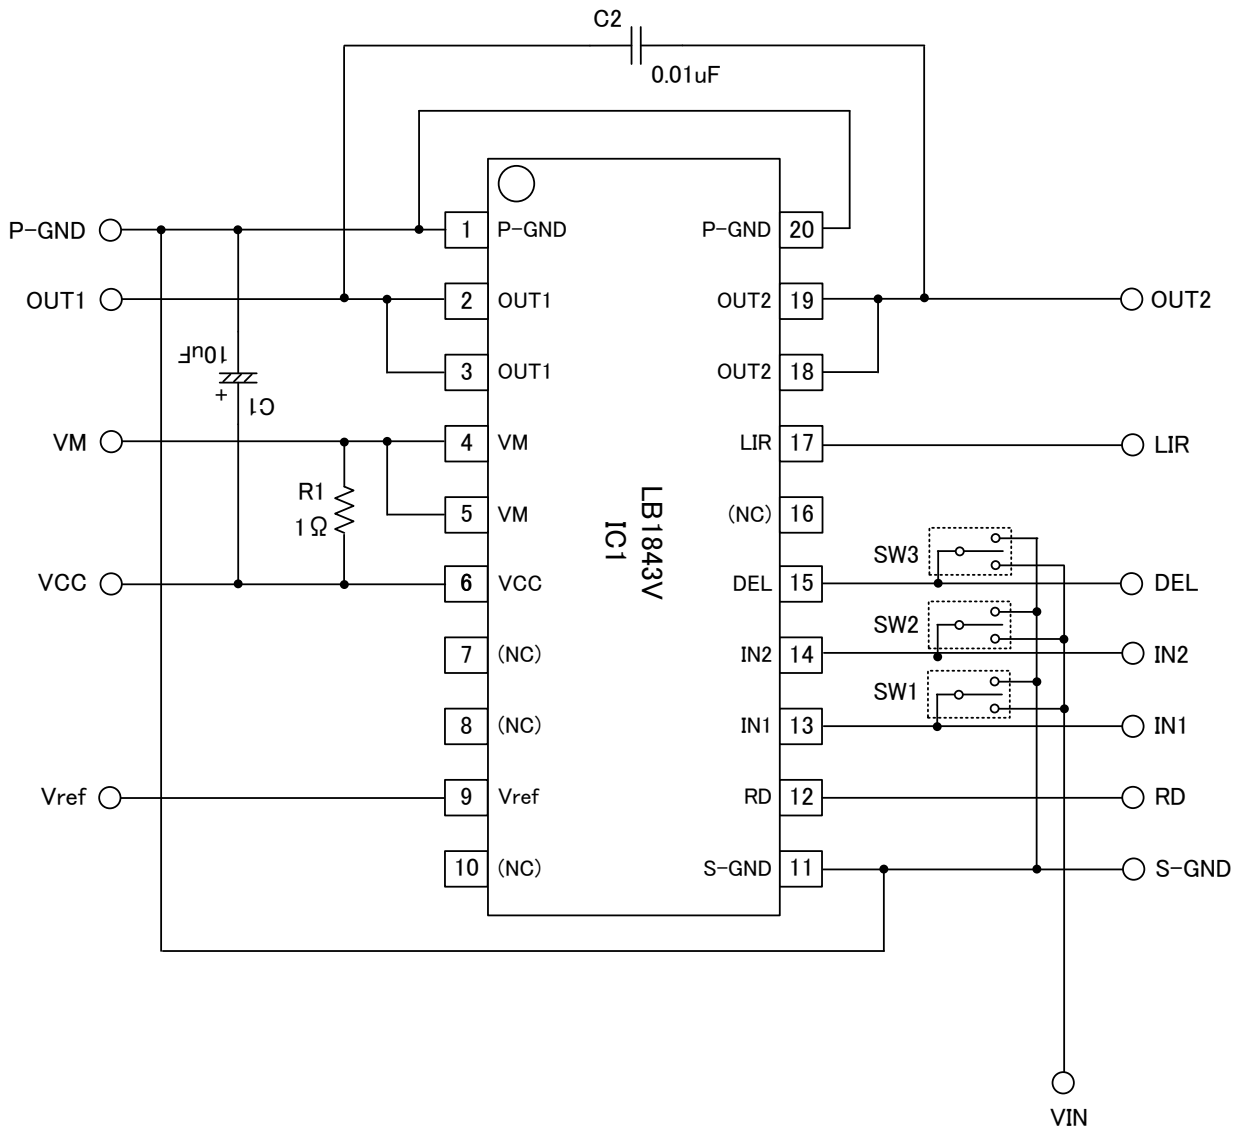 C2
0.01uF
P-GND
1
P-GND
P-GND
20
OUT1
2
OUT1
OUT2
19
OUT2
10uF
3
OUT1
OUT2
18
+
C1
VM
4
VM
LIR
17
LIR
R1
1Ω
5
VM
(NC)
16
LB1843V
IC1
SW3
VCC
6
VCC
DEL
15
DEL
SW2
7
(NC)
IN2
14
IN2
SW1
8
(NC)
IN1
13
IN1
Vref
9
Vref
RD
12
RD
10
(NC)
S-GND
11
S-GND
VIN